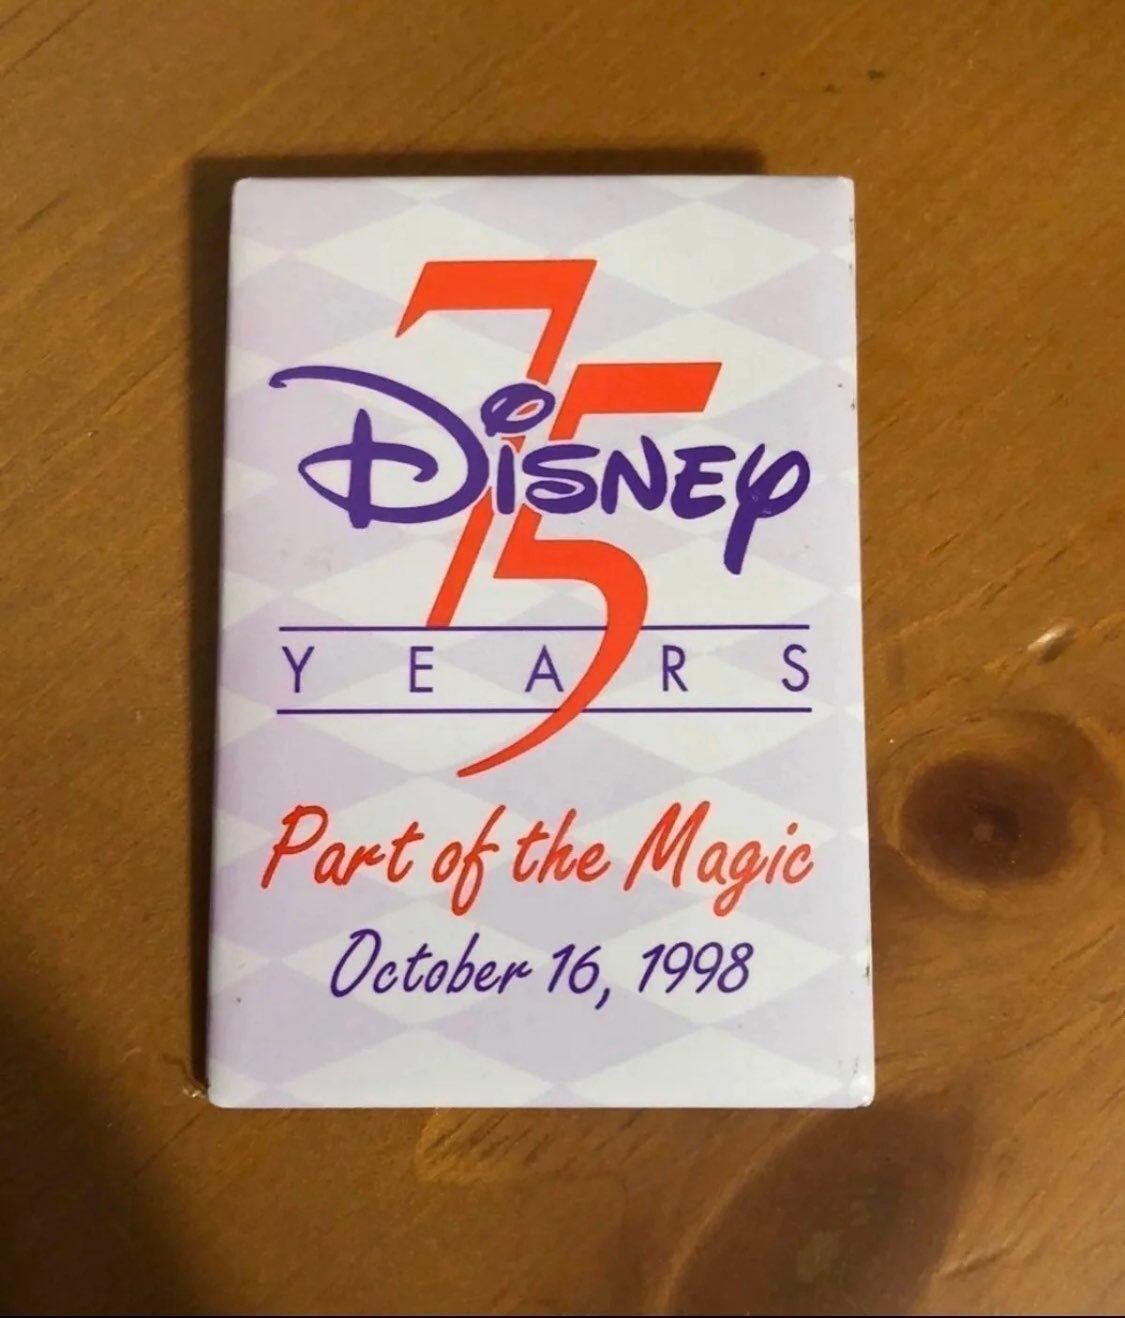 75
Disney
YEARS
Part of the Magic
October 16, 1998